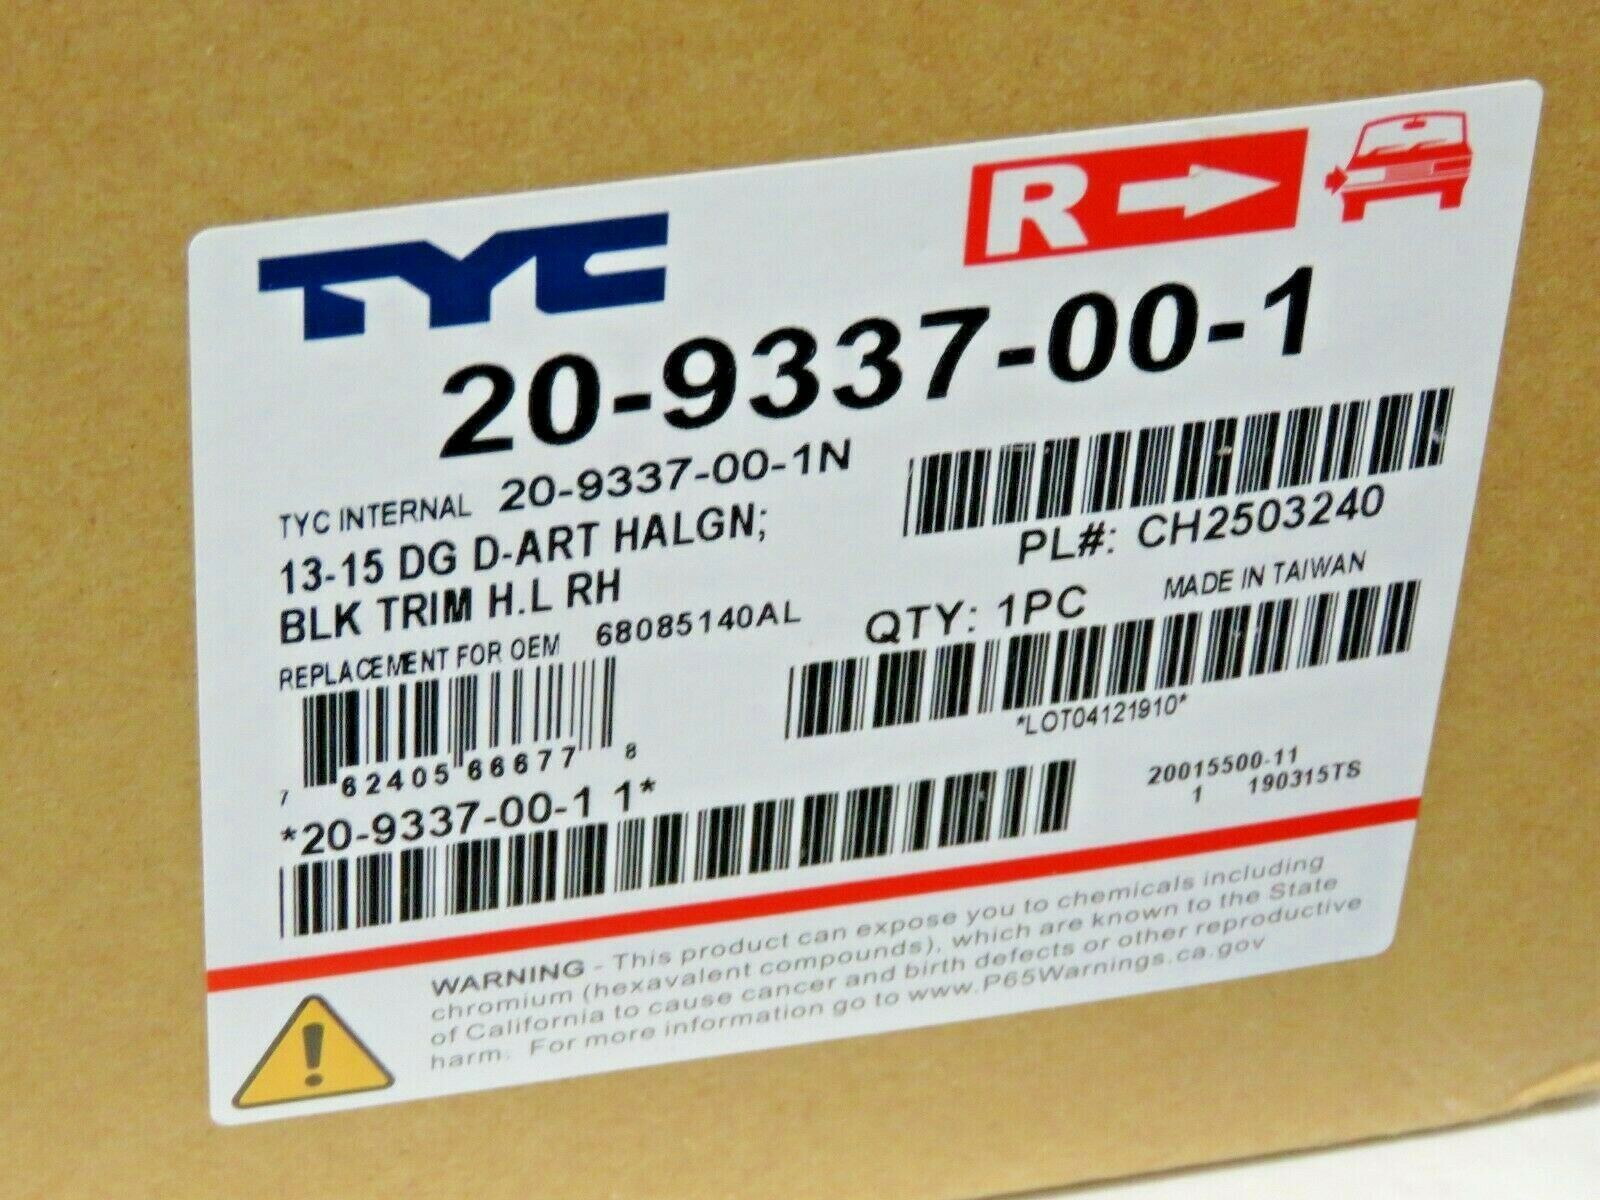 TYC
R
20-9337-00-1
TYC INTERNAL 20-9337-00-1N
13-15 DG D-ART HALGN;
BLK TRIM H.L RH
REPLACEMENT FOR OEM 68085140AL
PL#: CH2503240
QTY: 1PC
MADE IN TAIWAN
*LOT04121910*
7 62405 66677 8
*20-9337-00-1 1*
20015500-11
1 190315TS
WARNING - This product can expose you to chemicals including
chromium (hexavalent compounds), which are known to the State
of California to cause cancer and birth defects or other reproductive
harm. For more information go to www.P65Warnings.ca.gov